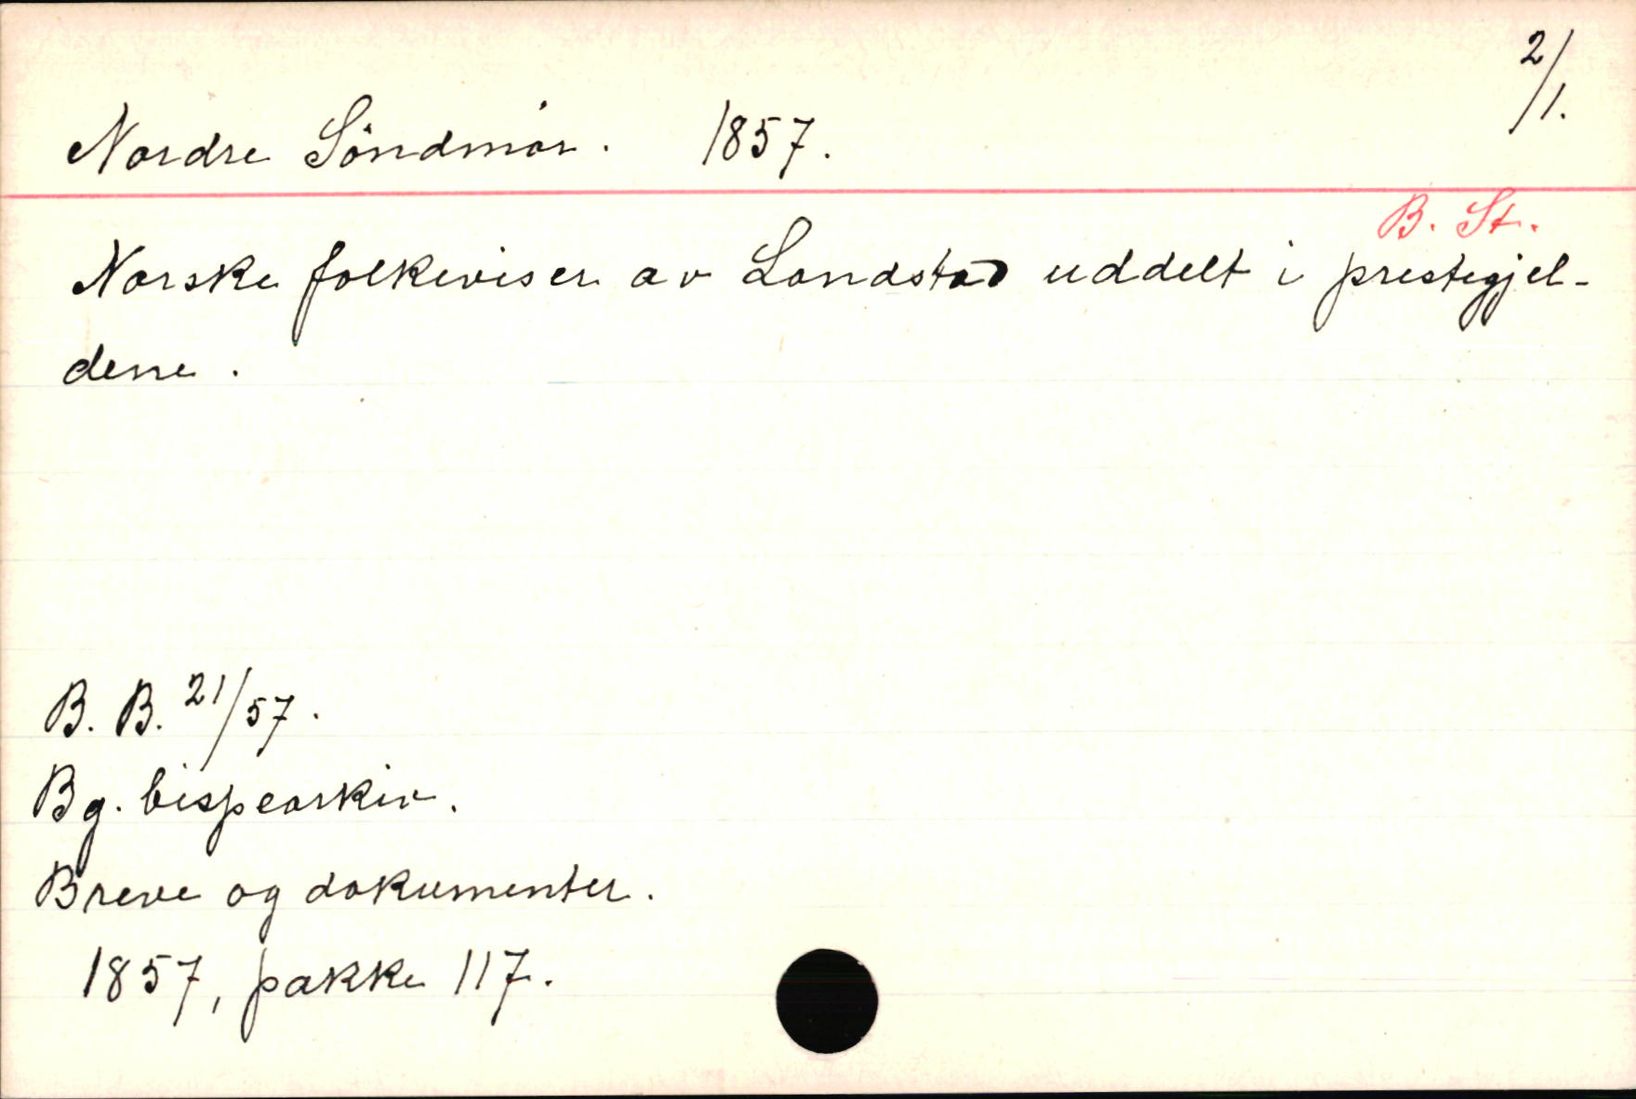 2/1.
Nordre Söndmör. 1857.
B. St.
Norske folkeviser av Landstad uddelt i prestegjel-
dene.
B. B. 21/57.
Bg. bispearkiv.
Breve og dokumenter.
1857, pakke 117.